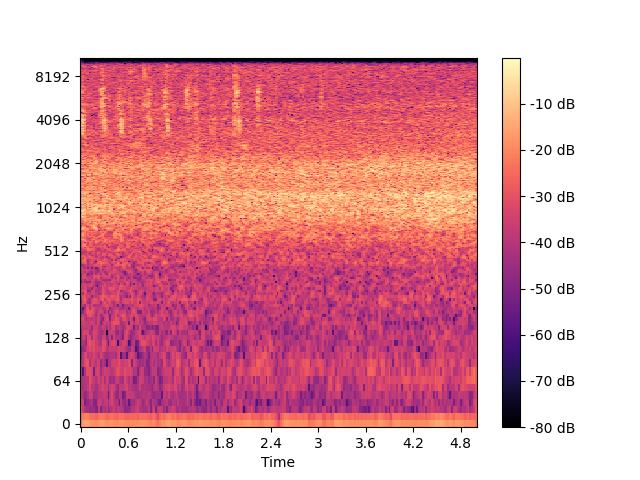 8192
4096
2048
1024
512
256
128
64
0
Hz
0 0.6 1.2 1.8 2.4 3 3.6 4.2 4.8
Time
-10 dB
-20 dB
-30 dB
-40 dB
-50 dB
-60 dB
-70 dB
-80 dB